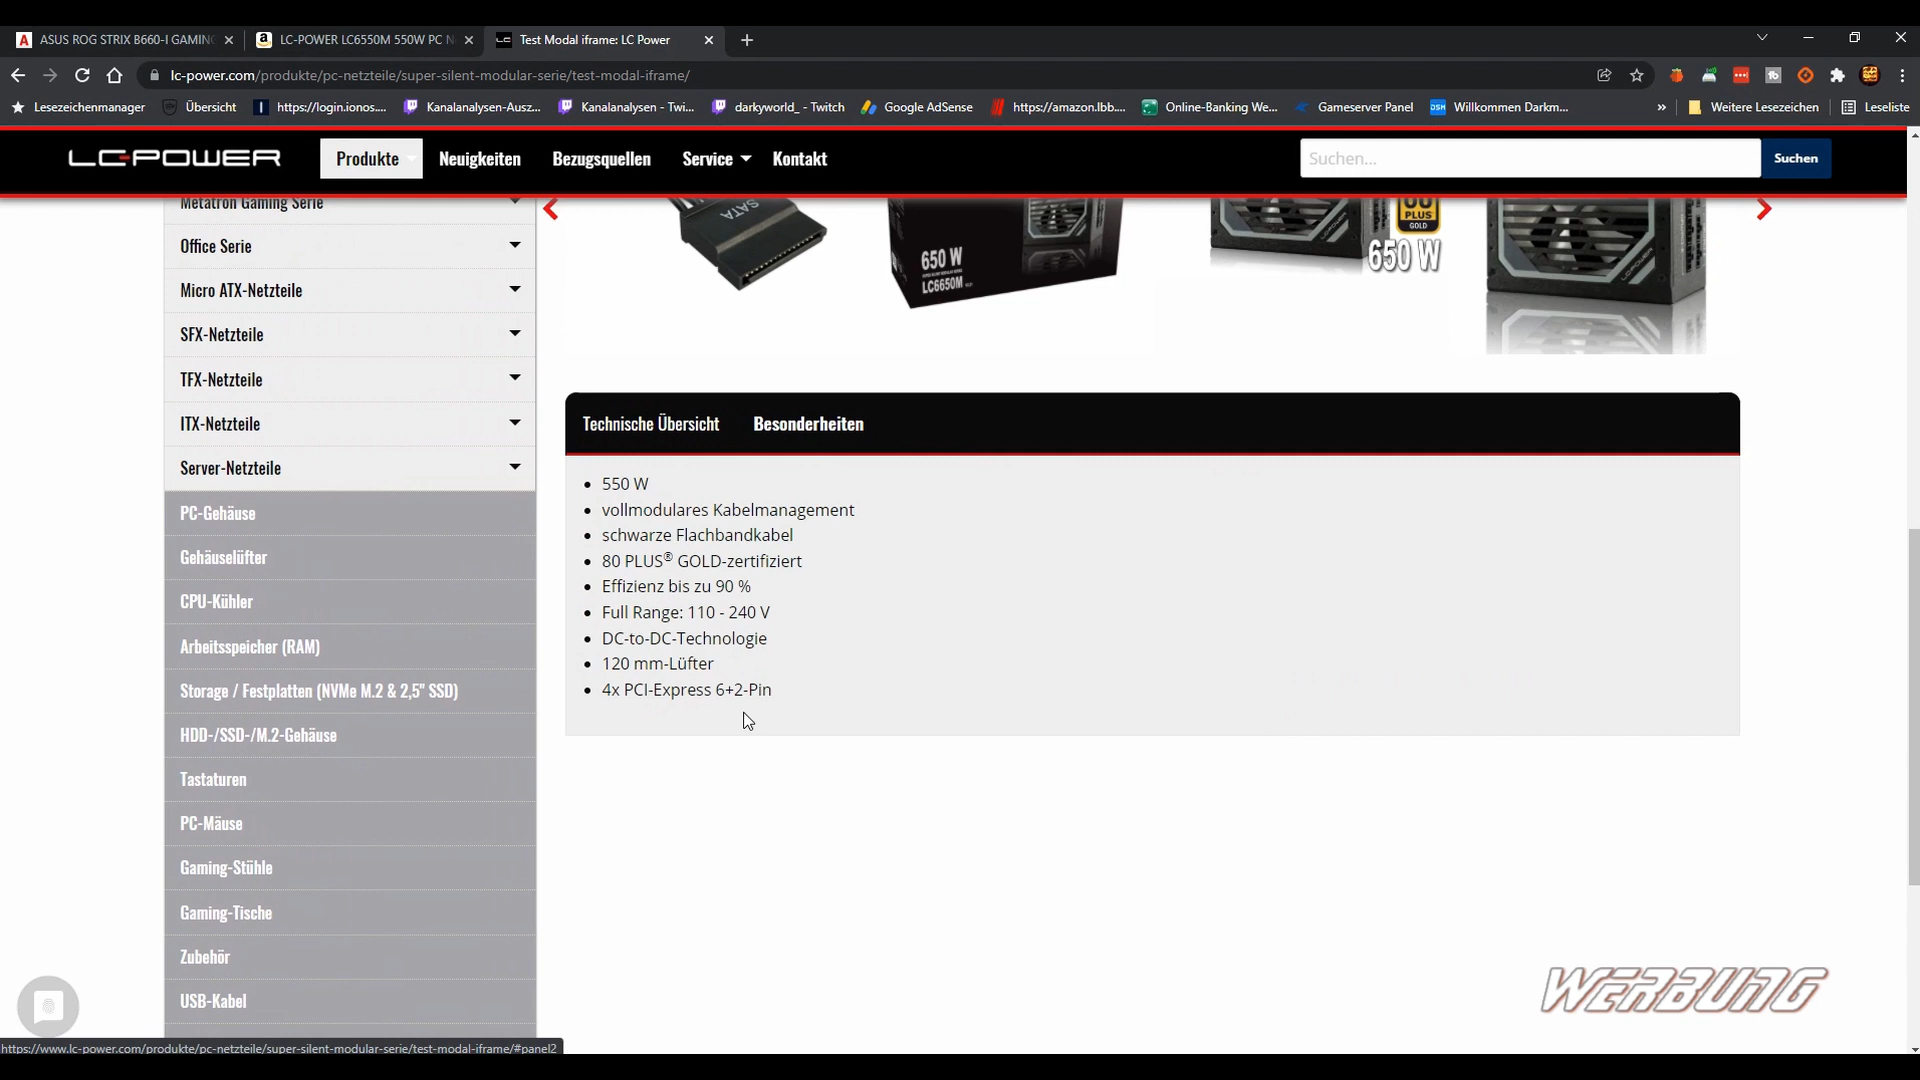 ASUS ROG STRIX B660-I GAMING
LC-POWER LC6550M 550W PC N
LC Test Modal iframe: LC Power
lc-power.com/produkte/pc-netzteile/super-silent-modular-serie/test-modal-iframe/
Lesezeichenmanager Übersicht https://login.ionos.... Kanalanalysen-Ausz... Kanalanalysen - Twi... darkyworld_ - Twitch Google AdSense https://amazon.lbb.... Online-Banking We... Gameserver Panel DSM Willkommen Darkm... » Weitere Lesezeichen Leseliste
LC-POWER Produkte Neuigkeiten Bezugsquellen Service Kontakt Suchen... Suchen
Metatron Gaming Serie
Office Serie
Micro ATX-Netzteile
SFX-Netzteile
TFX-Netzteile
ITX-Netzteile
Server-Netzteile
PC-Gehäuse
Gehäuselüfter
CPU-Kühler
Arbeitsspeicher (RAM)
Storage / Festplatten (NVMe M.2 & 2,5" SSD)
HDD-/SSD-/M.2-Gehäuse
Tastaturen
PC-Mäuse
Gaming-Stühle
Gaming-Tische
Zubehör
USB-Kabel
SATA
650 W
LC6650M
PLUS
GOLD
650 W
Technische Übersicht Besonderheiten
550 W
vollmodulares Kabelmanagement
schwarze Flachbandkabel
80 PLUS® GOLD-zertifiziert
Effizienz bis zu 90 %
Full Range: 110 - 240 V
DC-to-DC-Technologie
120 mm-Lüfter
4x PCI-Express 6+2-Pin
WERBUNG
https://www.lc-power.com/produkte/pc-netzteile/super-silent-modular-serie/test-modal-iframe/#panel2